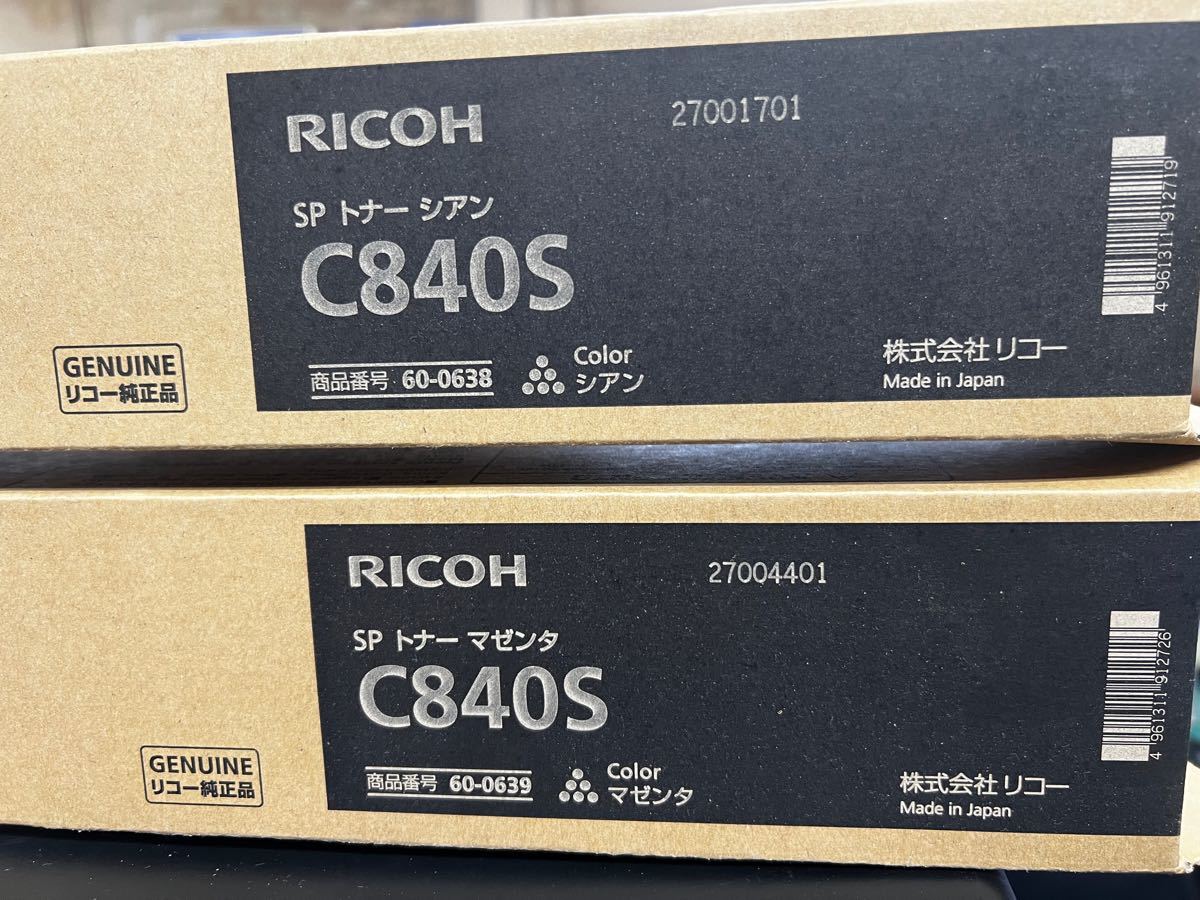 RICOH
27001701
SP トナー シアン
C840S
GENUINE
リコー純正品
商品番号 60-0638
Color
シアン
株式会社リコー
Made in Japan
4 961311 912719
RICOH
27004401
SP トナー マゼンタ
C840S
GENUINE
リコー純正品
商品番号 60-0639
Color
マゼンタ
株式会社リコー
Made in Japan
4 961311 912726